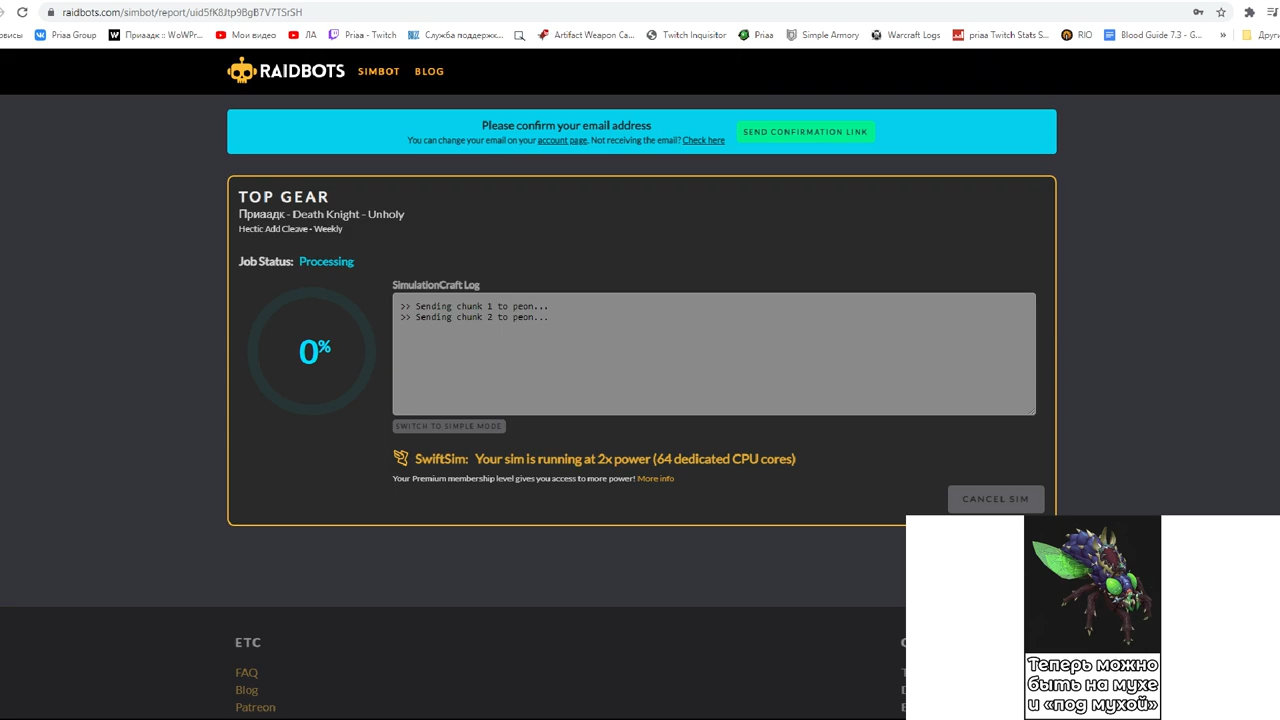 raidbots.com/simbot/report/uid5fK8Jtp9BgB7V7TSrSH
рвисы Priaa Group Приаадк :: WoWPr... Мои видео ЛА Priaa - Twitch Служба поддержк... Artifact Weapon Ca... Twitch Inquisitor Priaa Simple Armory Warcraft Logs priaa Twitch Stats S... RIO Blood Guide 7.3 - G... » Други
RAIDBOTS SIMBOT BLOG
Please confirm your email address
You can change your email on your account page. Not receiving the email? Check here
SEND CONFIRMATION LINK
TOP GEAR
Приаадк - Death Knight - Unholy
Hectic Add Cleave - Weekly
Job Status: Processing
SimulationCraft Log
>> Sending chunk 1 to peon...
>> Sending chunk 2 to peon...
0%
SWITCH TO SIMPLE MODE
SwiftSim: Your sim is running at 2x power (64 dedicated CPU cores)
Your Premium membership level gives you access to more power! More info
CANCEL SIM
ETC
FAQ
Blog
Patreon
Теперь можно
быть на мухе
и «под мухой»